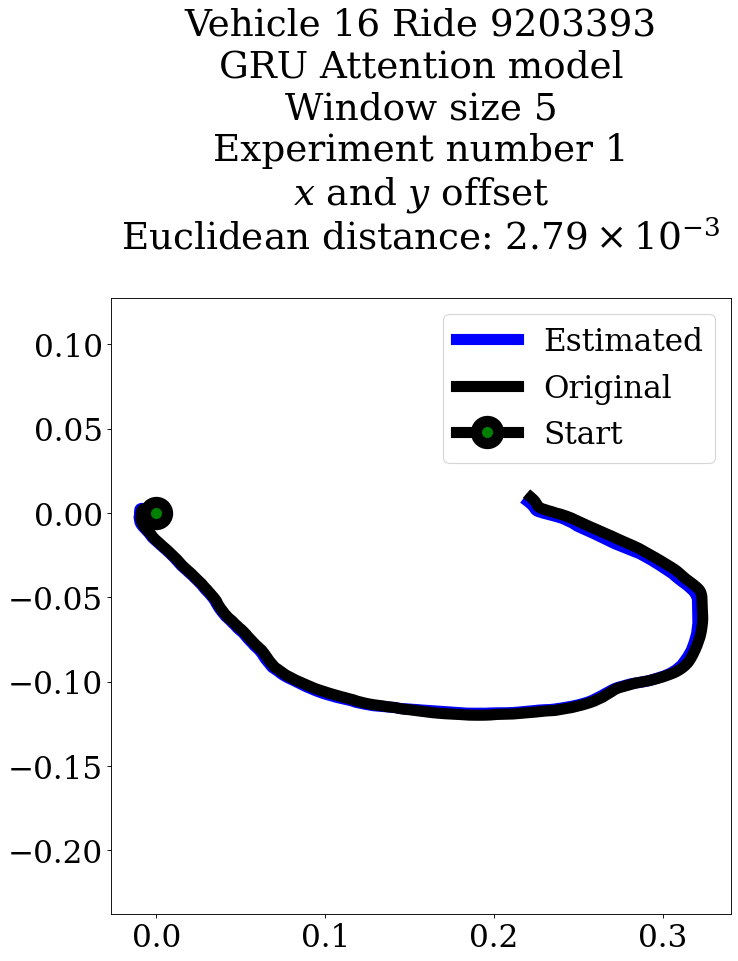 Vehicle 16 Ride 9203393
GRU Attention model
Window size 5
Experiment number 1
x and y offset
Euclidean distance: 2.79 × 10⁻³
Estimated
Original
Start
0.10
0.05
0.00
−0.05
−0.10
−0.15
−0.20
0.0 0.1 0.2 0.3